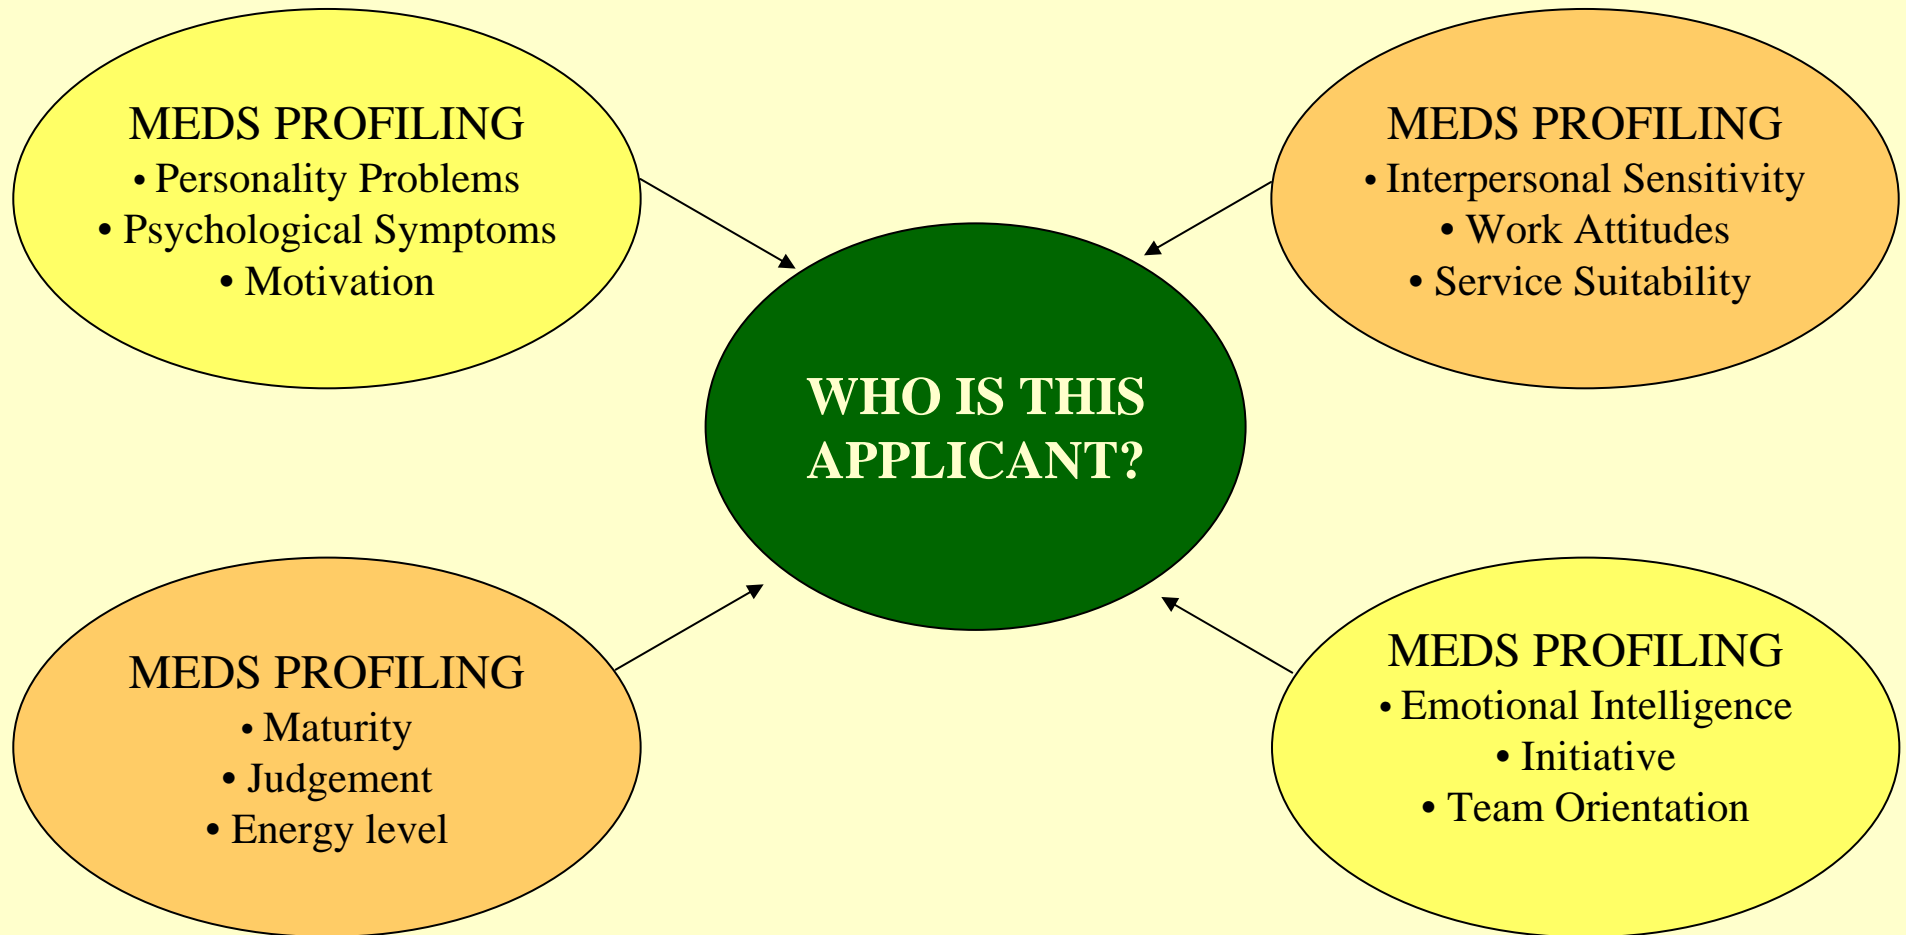 MEDS PROFILING
• Personality Problems
• Psychological Symptoms
• Motivation
MEDS PROFILING
• Interpersonal Sensitivity
• Work Attitudes
• Service Suitability
WHO IS THIS
APPLICANT?
MEDS PROFILING
• Maturity
• Judgement
• Energy level
MEDS PROFILING
• Emotional Intelligence
• Initiative
• Team Orientation